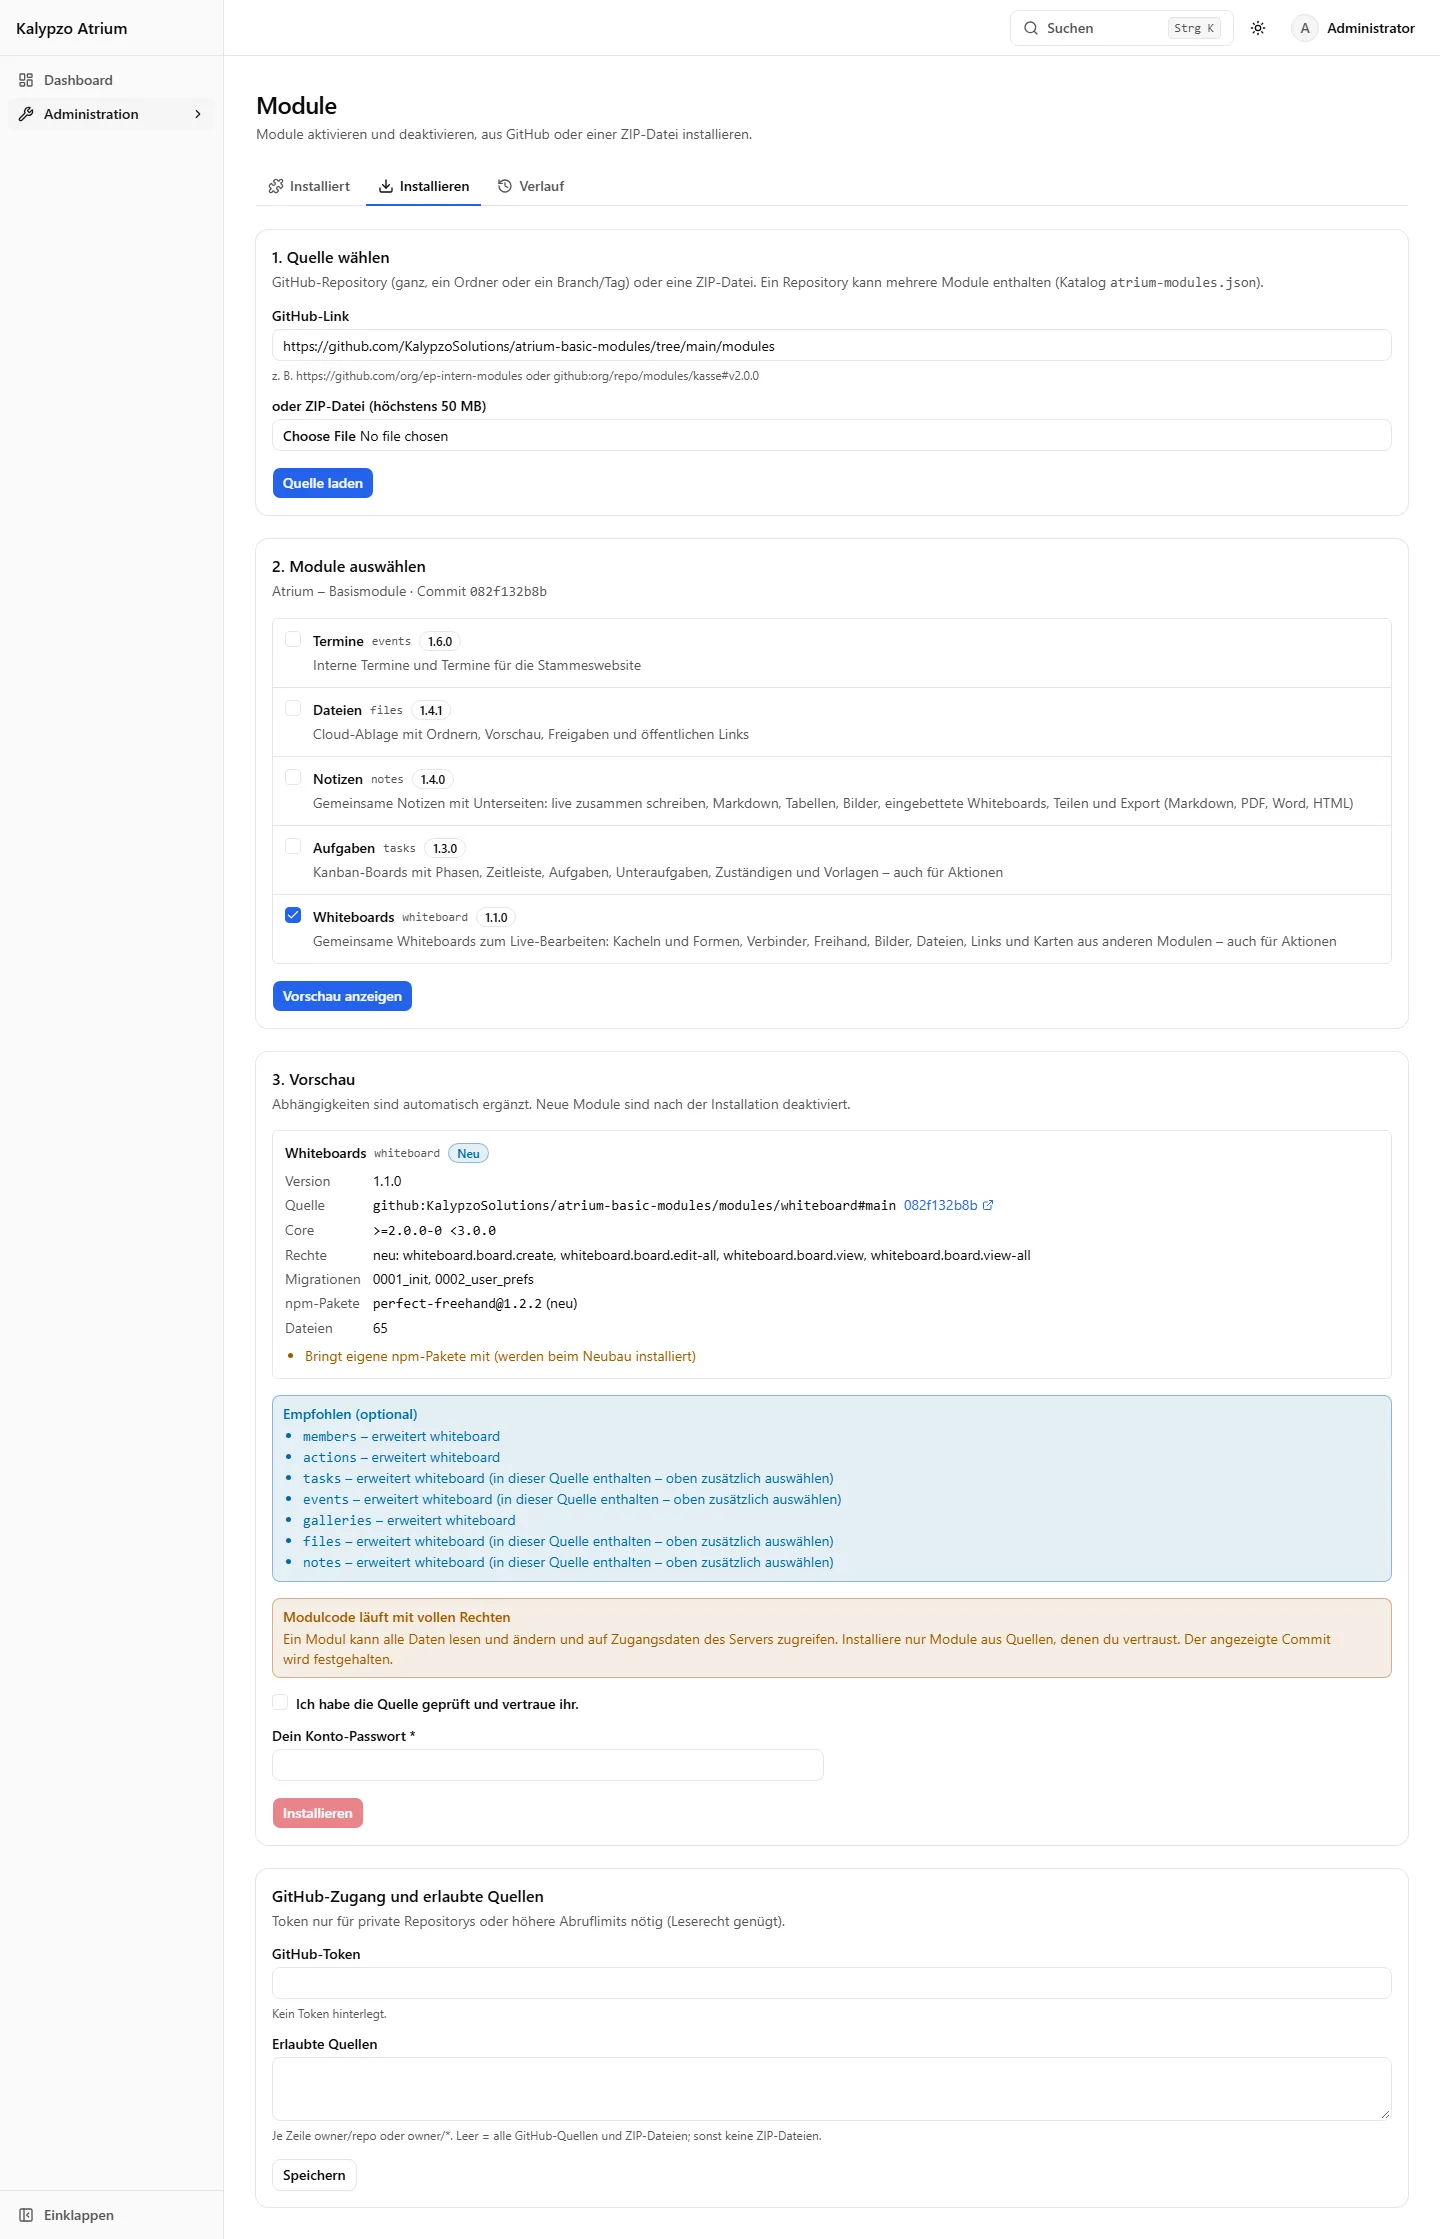 Kalypzo Atrium
Suchen
Strg K
A
Administrator
Dashboard
Administration
Module
Module aktivieren und deaktivieren, aus GitHub oder einer ZIP-Datei installieren.
Installiert
Installieren
Verlauf
1. Quelle wählen
GitHub-Repository (ganz, ein Ordner oder ein Branch/Tag) oder eine ZIP-Datei. Ein Repository kann mehrere Module enthalten (Katalog atrium-modules.json).
GitHub-Link
https://github.com/KalypzoSolutions/atrium-basic-modules/tree/main/modules
z. B. https://github.com/org/ep-intern-modules oder github:org/repo/modules/kasse#v2.0.0
oder ZIP-Datei (höchstens 50 MB)
Choose File No file chosen
Quelle laden
2. Module auswählen
Atrium – Basismodule · Commit 082f132b8b
Termine events 1.6.0
Interne Termine und Termine für die Stammeswebsite
Dateien files 1.4.1
Cloud-Ablage mit Ordnern, Vorschau, Freigaben und öffentlichen Links
Notizen notes 1.4.0
Gemeinsame Notizen mit Unterseiten: live zusammen schreiben, Markdown, Tabellen, Bilder, eingebettete Whiteboards, Teilen und Export (Markdown, PDF, Word, HTML)
Aufgaben tasks 1.3.0
Kanban-Boards mit Phasen, Zeitleiste, Aufgaben, Unteraufgaben, Zuständigen und Vorlagen – auch für Aktionen
Whiteboards whiteboard 1.1.0
Gemeinsame Whiteboards zum Live-Bearbeiten: Kacheln und Formen, Verbinder, Freihand, Bilder, Dateien, Links und Karten aus anderen Modulen – auch für Aktionen
Vorschau anzeigen
3. Vorschau
Abhängigkeiten sind automatisch ergänzt. Neue Module sind nach der Installation deaktiviert.
Whiteboards whiteboard Neu
Version 1.1.0
Quelle github:KalypzoSolutions/atrium-basic-modules/modules/whiteboard#main 082f132b8b
Core >=2.0.0-0 <3.0.0
Rechte neu: whiteboard.board.create, whiteboard.board.edit-all, whiteboard.board.view, whiteboard.board.view-all
Migrationen 0001_init, 0002_user_prefs
npm-Pakete perfect-freehand@1.2.2 (neu)
Dateien 65
• Bringt eigene npm-Pakete mit (werden beim Neubau installiert)
Empfohlen (optional)
• members – erweitert whiteboard
• actions – erweitert whiteboard
• tasks – erweitert whiteboard (in dieser Quelle enthalten – oben zusätzlich auswählen)
• events – erweitert whiteboard (in dieser Quelle enthalten – oben zusätzlich auswählen)
• galleries – erweitert whiteboard
• files – erweitert whiteboard (in dieser Quelle enthalten – oben zusätzlich auswählen)
• notes – erweitert whiteboard (in dieser Quelle enthalten – oben zusätzlich auswählen)
Modulcode läuft mit vollen Rechten
Ein Modul kann alle Daten lesen und ändern und auf Zugangsdaten des Servers zugreifen. Installiere nur Module aus Quellen, denen du vertraust. Der angezeigte Commit
wird festgehalten.
Ich habe die Quelle geprüft und vertraue ihr.
Dein Konto-Passwort *
Installieren
GitHub-Zugang und erlaubte Quellen
Token nur für private Repositorys oder höhere Abruflimits nötig (Leserecht genügt).
GitHub-Token
Kein Token hinterlegt.
Erlaubte Quellen
Je Zeile owner/repo oder owner/*. Leer = alle GitHub-Quellen und ZIP-Dateien; sonst keine ZIP-Dateien.
Speichern
Einklappen